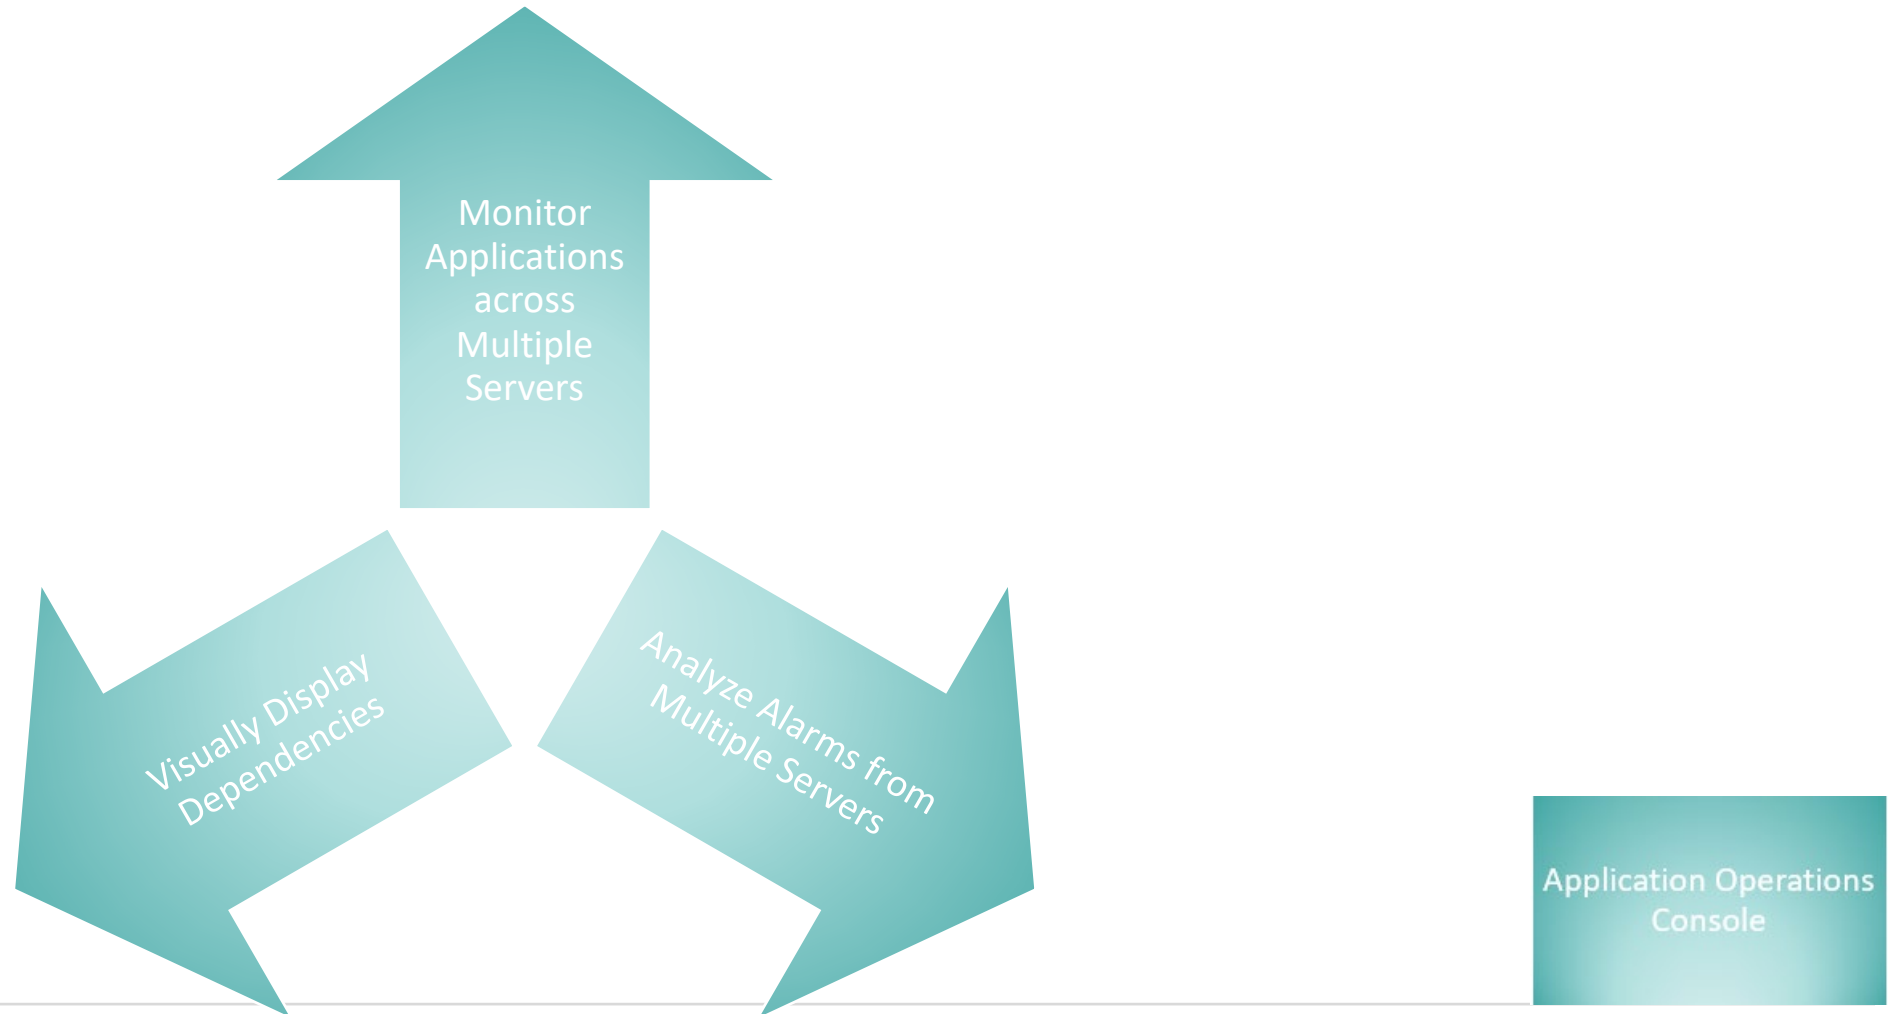 Monitor
Applications
across
Multiple
Servers
Visually Display
Dependencies
Analyze Alarms from
Multiple Servers
Application Operations
Console